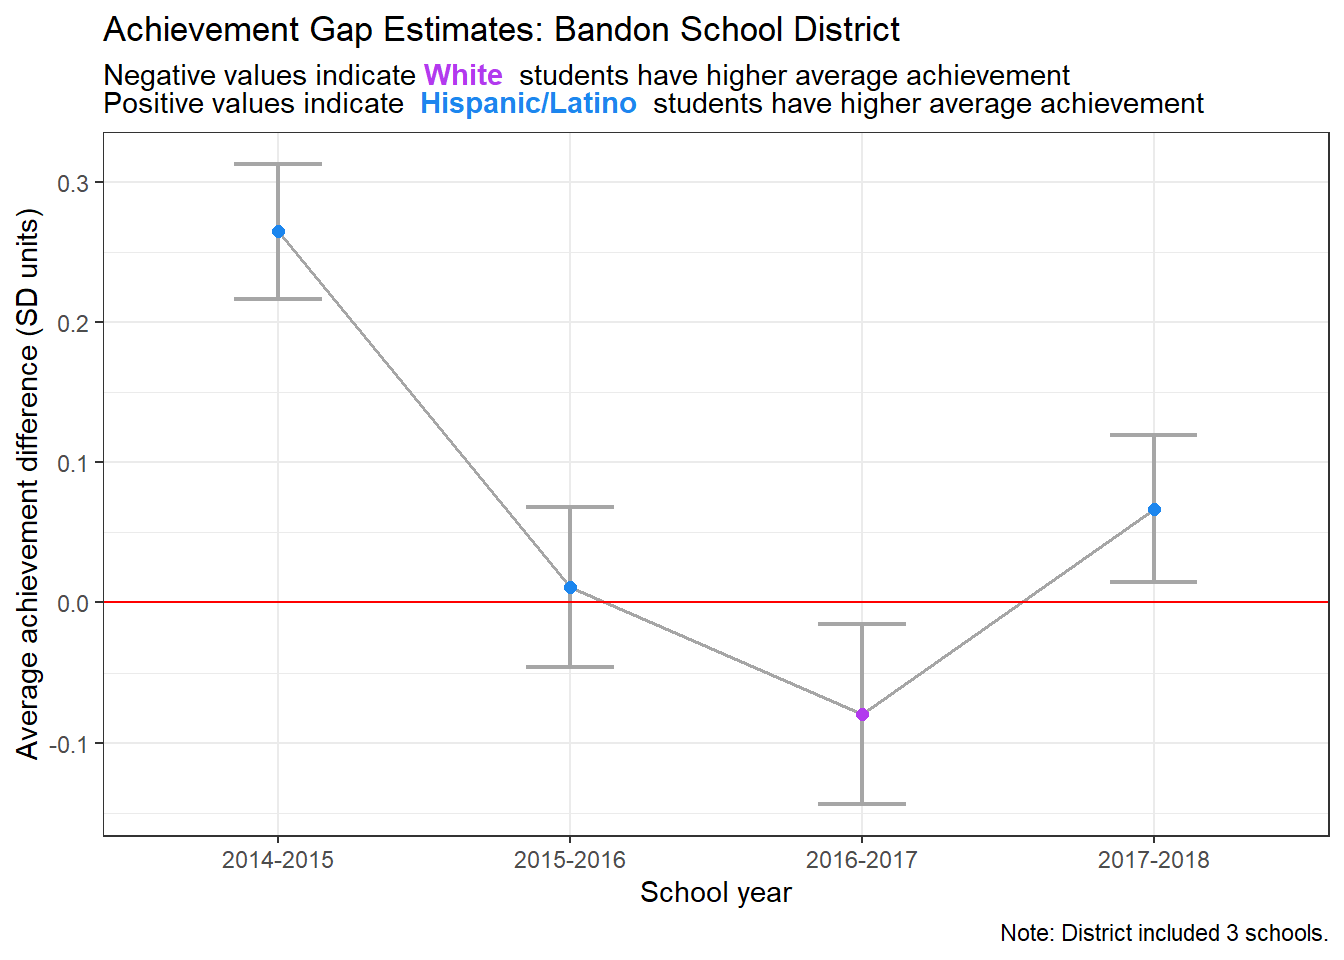 Achievement Gap Estimates: Bandon School District
Negative values indicate White students have higher average achievement
Positive values indicate Hispanic/Latino students have higher average achievement
Average achievement difference (SD units)
0.3
0.2
0.1
0.0
-0.1
2014-2015 2015-2016 2016-2017 2017-2018
School year
Note: District included 3 schools.